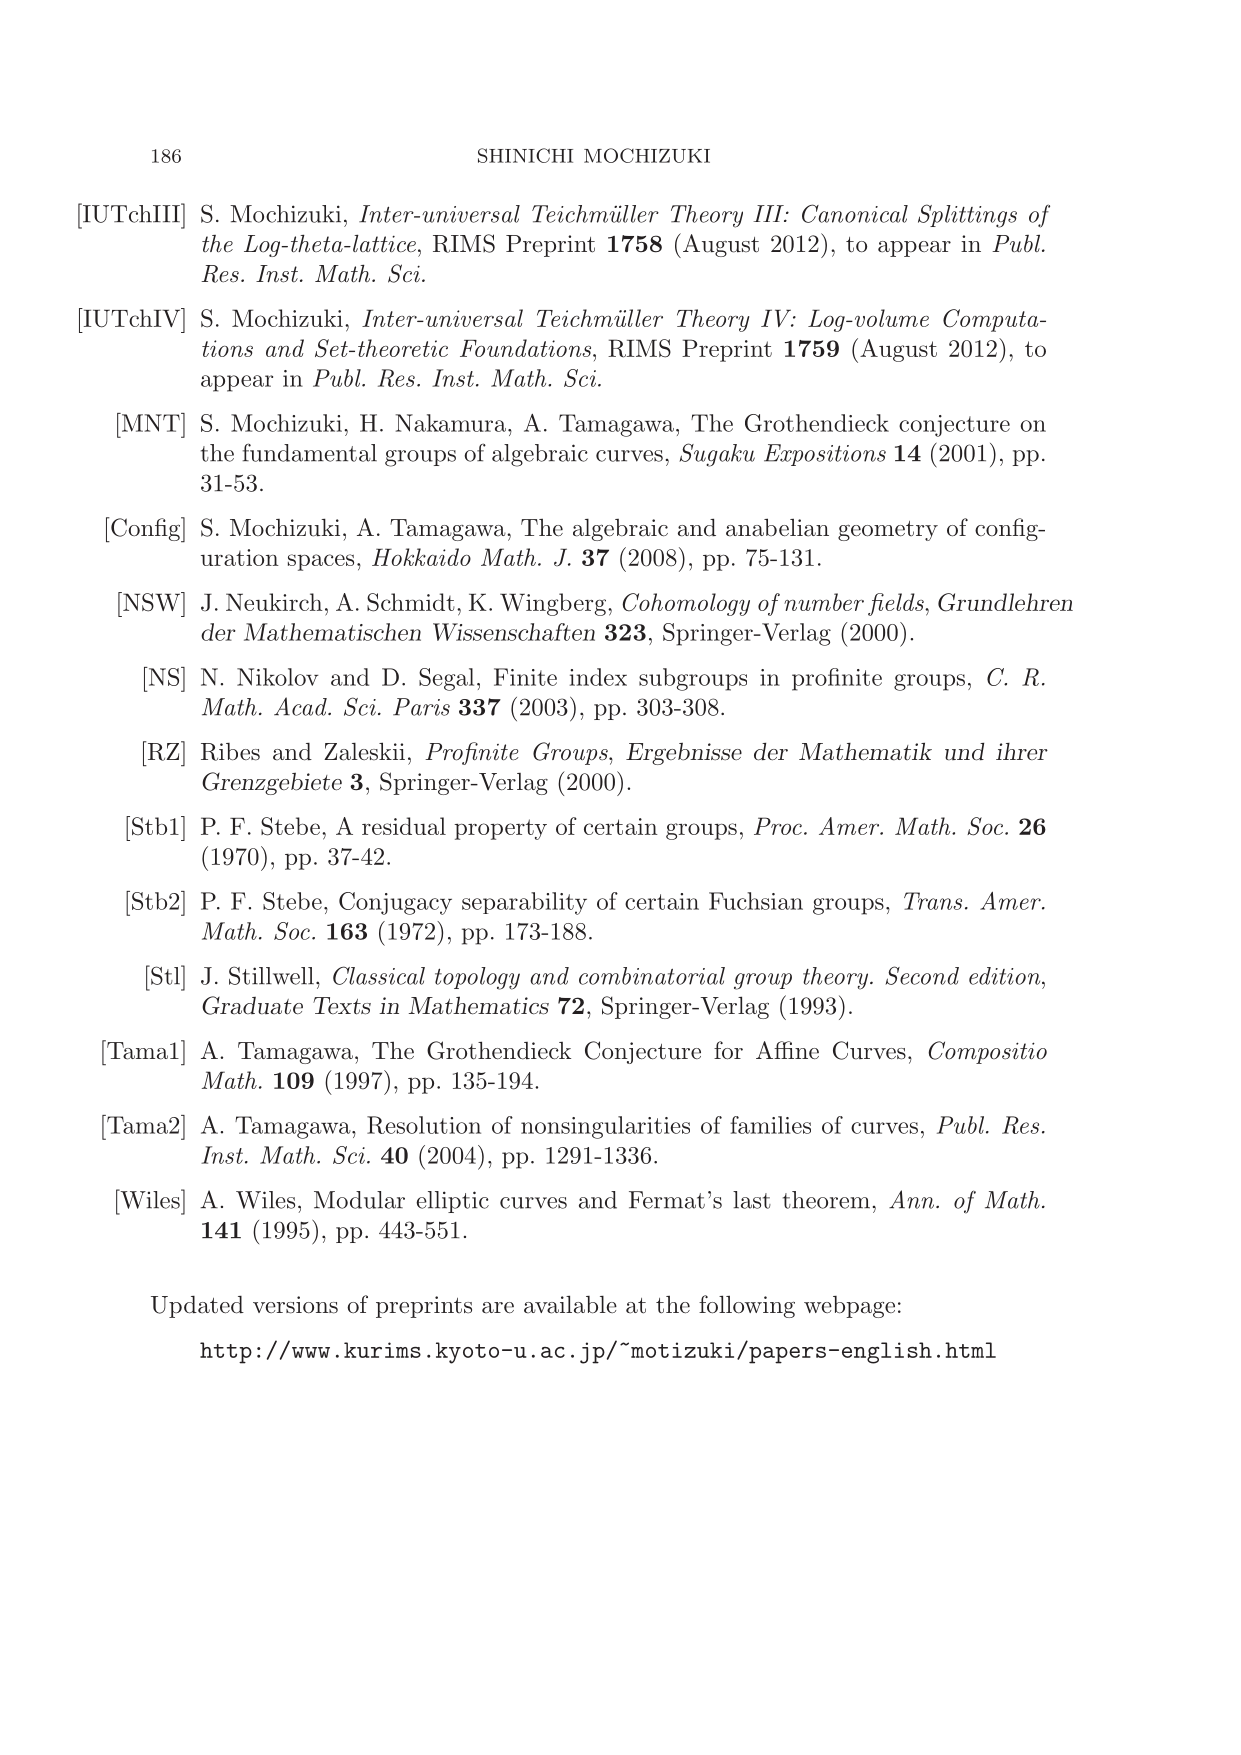 186 SHINICHI MOCHIZUKI
[IUTchIII] S. Mochizuki, Inter-universal Teichmüller Theory III: Canonical Splittings of
the Log-theta-lattice, RIMS Preprint 1758 (August 2012), to appear in Publ.
Res. Inst. Math. Sci.
[IUTchIV] S. Mochizuki, Inter-universal Teichmüller Theory IV: Log-volume Computa-
tions and Set-theoretic Foundations, RIMS Preprint 1759 (August 2012), to
appear in Publ. Res. Inst. Math. Sci.
[MNT] S. Mochizuki, H. Nakamura, A. Tamagawa, The Grothendieck conjecture on
the fundamental groups of algebraic curves, Sugaku Expositions 14 (2001), pp.
31-53.
[Config] S. Mochizuki, A. Tamagawa, The algebraic and anabelian geometry of config-
uration spaces, Hokkaido Math. J. 37 (2008), pp. 75-131.
[NSW] J. Neukirch, A. Schmidt, K. Wingberg, Cohomology of number fields, Grundlehren
der Mathematischen Wissenschaften 323, Springer-Verlag (2000).
[NS] N. Nikolov and D. Segal, Finite index subgroups in profinite groups, C. R.
Math. Acad. Sci. Paris 337 (2003), pp. 303-308.
[RZ] Ribes and Zaleskii, Profinite Groups, Ergebnisse der Mathematik und ihrer
Grenzgebiete 3, Springer-Verlag (2000).
[Stb1] P. F. Stebe, A residual property of certain groups, Proc. Amer. Math. Soc. 26
(1970), pp. 37-42.
[Stb2] P. F. Stebe, Conjugacy separability of certain Fuchsian groups, Trans. Amer.
Math. Soc. 163 (1972), pp. 173-188.
[Stl] J. Stillwell, Classical topology and combinatorial group theory. Second edition,
Graduate Texts in Mathematics 72, Springer-Verlag (1993).
[Tama1] A. Tamagawa, The Grothendieck Conjecture for Affine Curves, Compositio
Math. 109 (1997), pp. 135-194.
[Tama2] A. Tamagawa, Resolution of nonsingularities of families of curves, Publ. Res.
Inst. Math. Sci. 40 (2004), pp. 1291-1336.
[Wiles] A. Wiles, Modular elliptic curves and Fermat's last theorem, Ann. of Math.
141 (1995), pp. 443-551.
Updated versions of preprints are available at the following webpage:
http://www.kurims.kyoto-u.ac.jp/~motizuki/papers-english.html